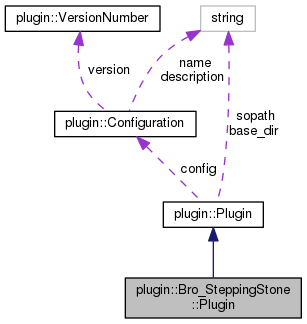 plugin::VersionNumber
string
version
name
description
plugin::Configuration
sopath
base_dir
config
plugin::Plugin
plugin::Bro_SteppingStone
::Plugin